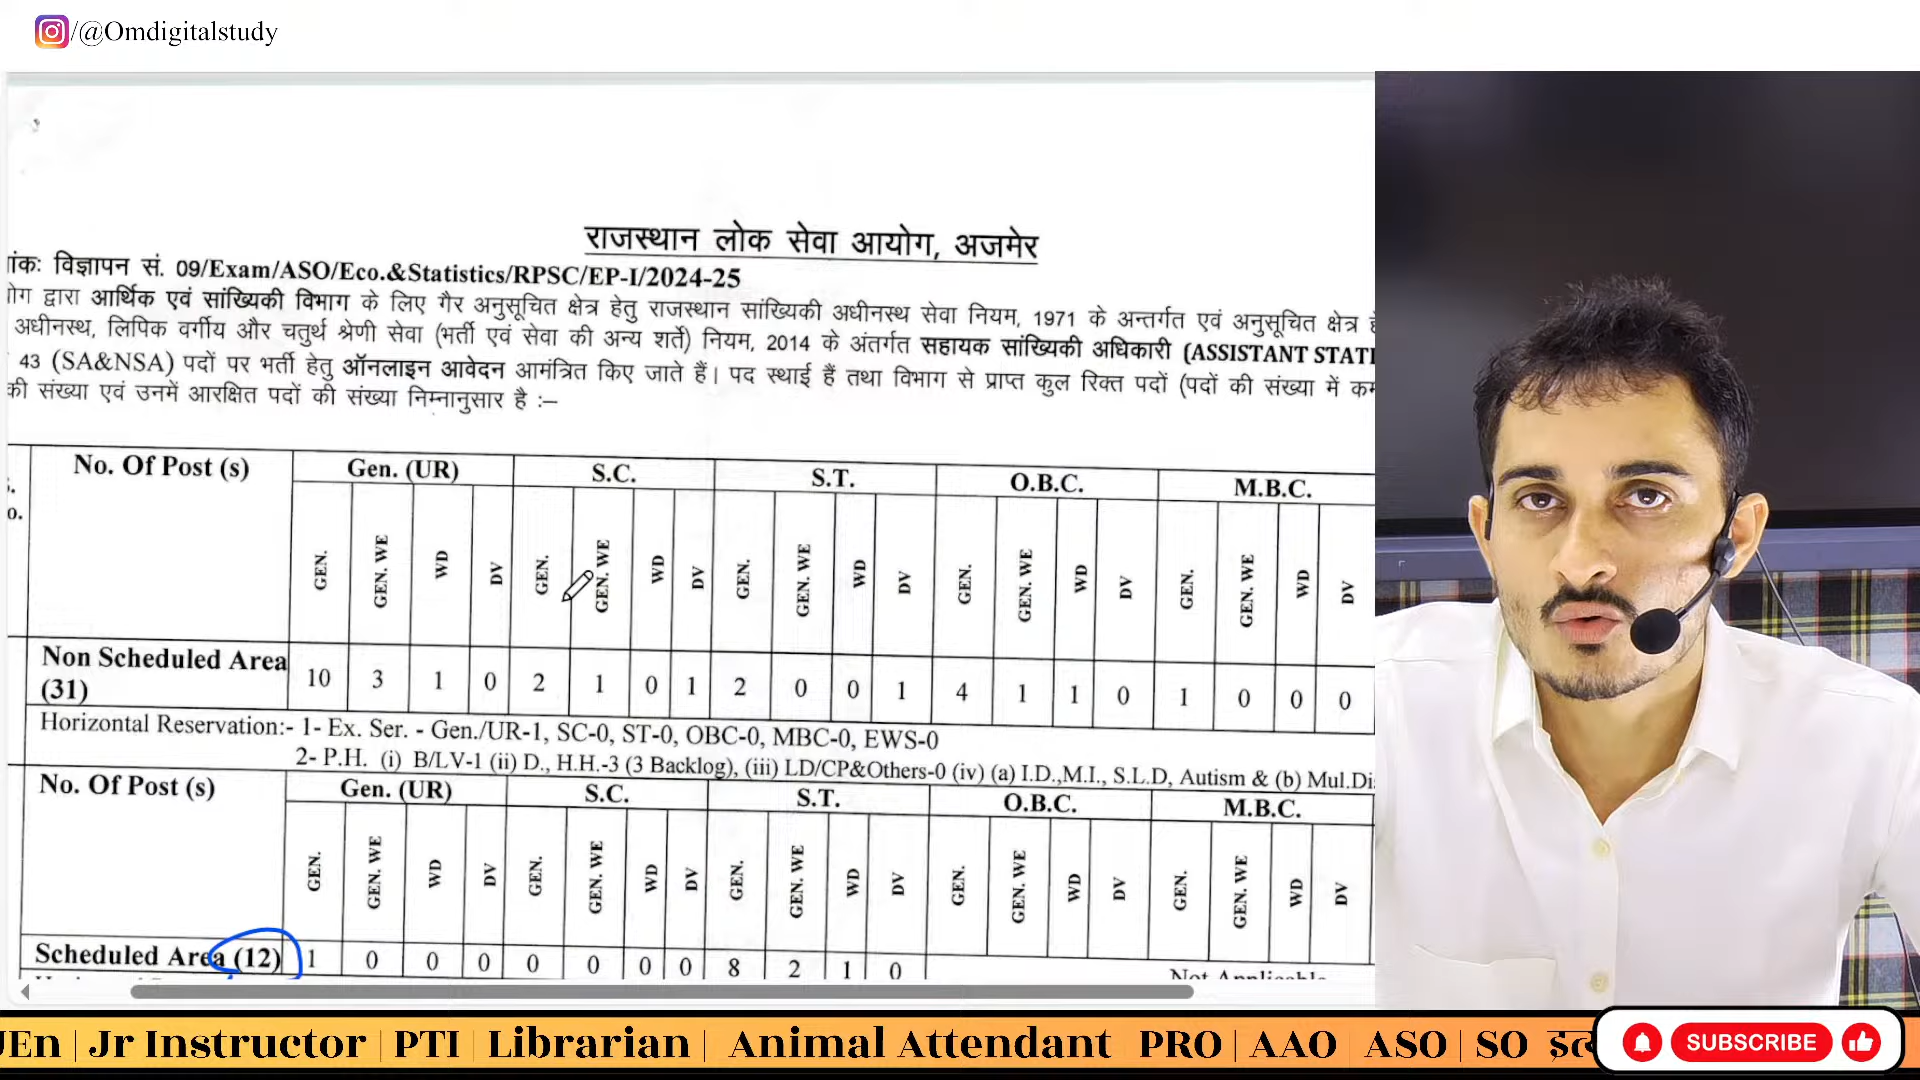 /@Omdigitalstudy
राजस्थान लोक सेवा आयोग, अजमेर
विज्ञापन सं. 09/Exam/ASO/Eco.&Statistics/RPSC/EP-I/2024-25
द्वारा आर्थिक एवं सांख्यिकी विभाग के लिए गैर अनुसूचित क्षेत्र हेतु राजस्थान सांख्यिकी अधीनस्थ सेवा नियम, 1971 के अन्तर्गत एवं अनुसूचित क्षेत्र
अधीनस्थ, लिपिक वर्गीय और चतुर्थ श्रेणी सेवा (भर्ती एवं सेवा की अन्य शर्ते) नियम, 2014 के अंतर्गत सहायक सांख्यिकी अधिकारी (ASSISTANT STATI
43 (SA&NSA) पदों पर भर्ती हेतु ऑनलाइन आवेदन आमंत्रित किए जाते हैं। पद स्थाई हैं तथा विभाग से प्राप्त कुल रिक्त पदों (पदों की संख्या में
की संख्या एवं उनमें आरक्षित पदों की संख्या निम्नानुसार है :–
No. Of Post (s) Gen. (UR) S.C. S.T. O.B.C. M.B.C.
GEN. GEN. WE WD DV GEN. GEN. WE WD DV GEN. GEN. WE WD DV GEN. GEN. WE WD DV GEN. GEN. WE WD DV
Non Scheduled Area (31) 10 3 1 0 2 1 0 1 2 0 0 1 4 1 1 0 1 0 0 0
Horizontal Reservation:- 1- Ex. Ser. - Gen./UR-1, SC-0, ST-0, OBC-0, MBC-0, EWS-0
2- P.H. (i) B/LV-1 (ii) D., H.H.-3 (3 Backlog), (iii) LD/CP&Others-0 (iv) (a) I.D.,M.I., S.L.D, Autism & (b) Mul.Di
No. Of Post (s) Gen. (UR) S.C. S.T. O.B.C. M.B.C.
GEN. GEN. WE WD DV GEN. GEN. WE WD DV GEN. GEN. WE WD DV GEN. GEN. WE WD DV GEN. GEN. WE WD DV
Scheduled Area (12) 1 0 0 0 0 0 0 0 8 2 1 0
JEn | Jr Instructor | PTI | Librarian | Animal Attendant PRO | AAO | ASO | SO
SUBSCRIBE